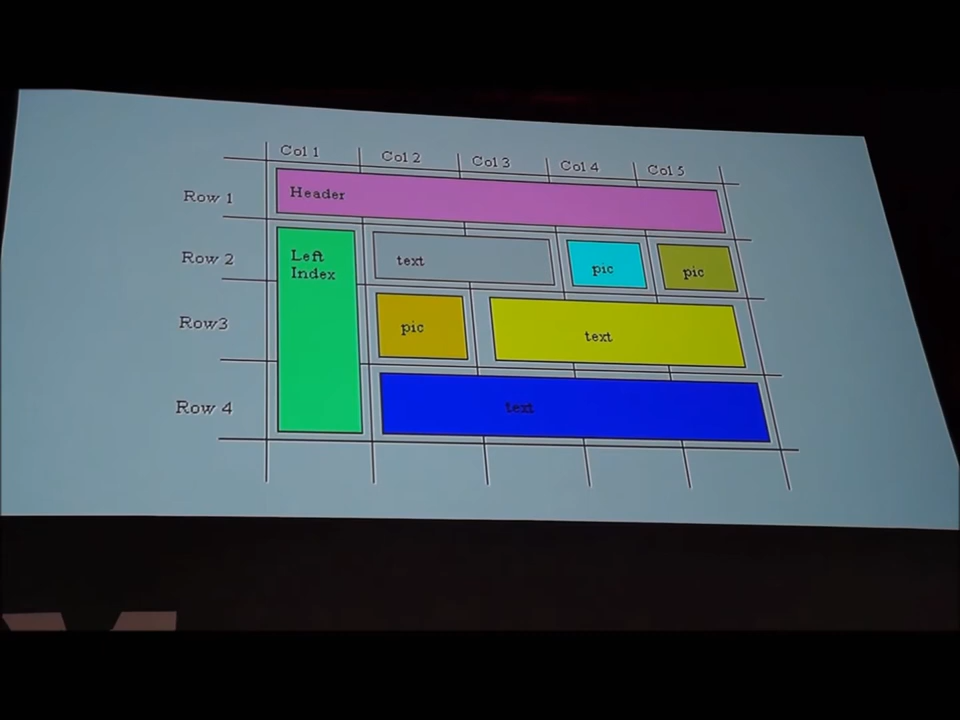 Col 1 Col 2 Col 3 Col 4 Col 5
Row 1 Header
Row 2 Left Index text pic pic
Row3 pic text
Row 4 text